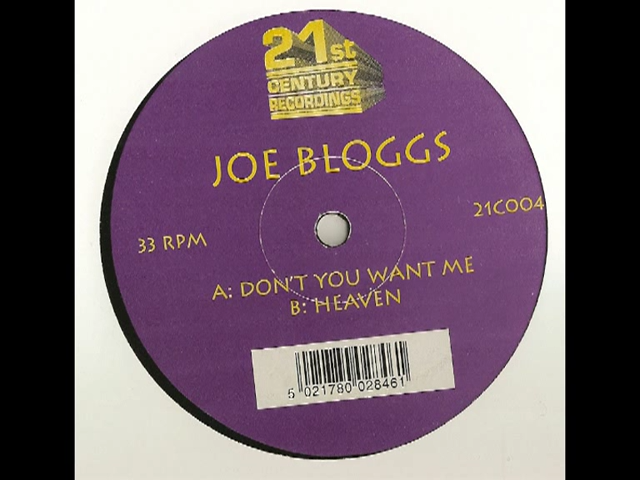 21st
CENTURY
RECORDINGS
JOE BLOGGS
33 RPM
21C004
A: DON'T YOU WANT ME
B: HEAVEN
5 021780 028461